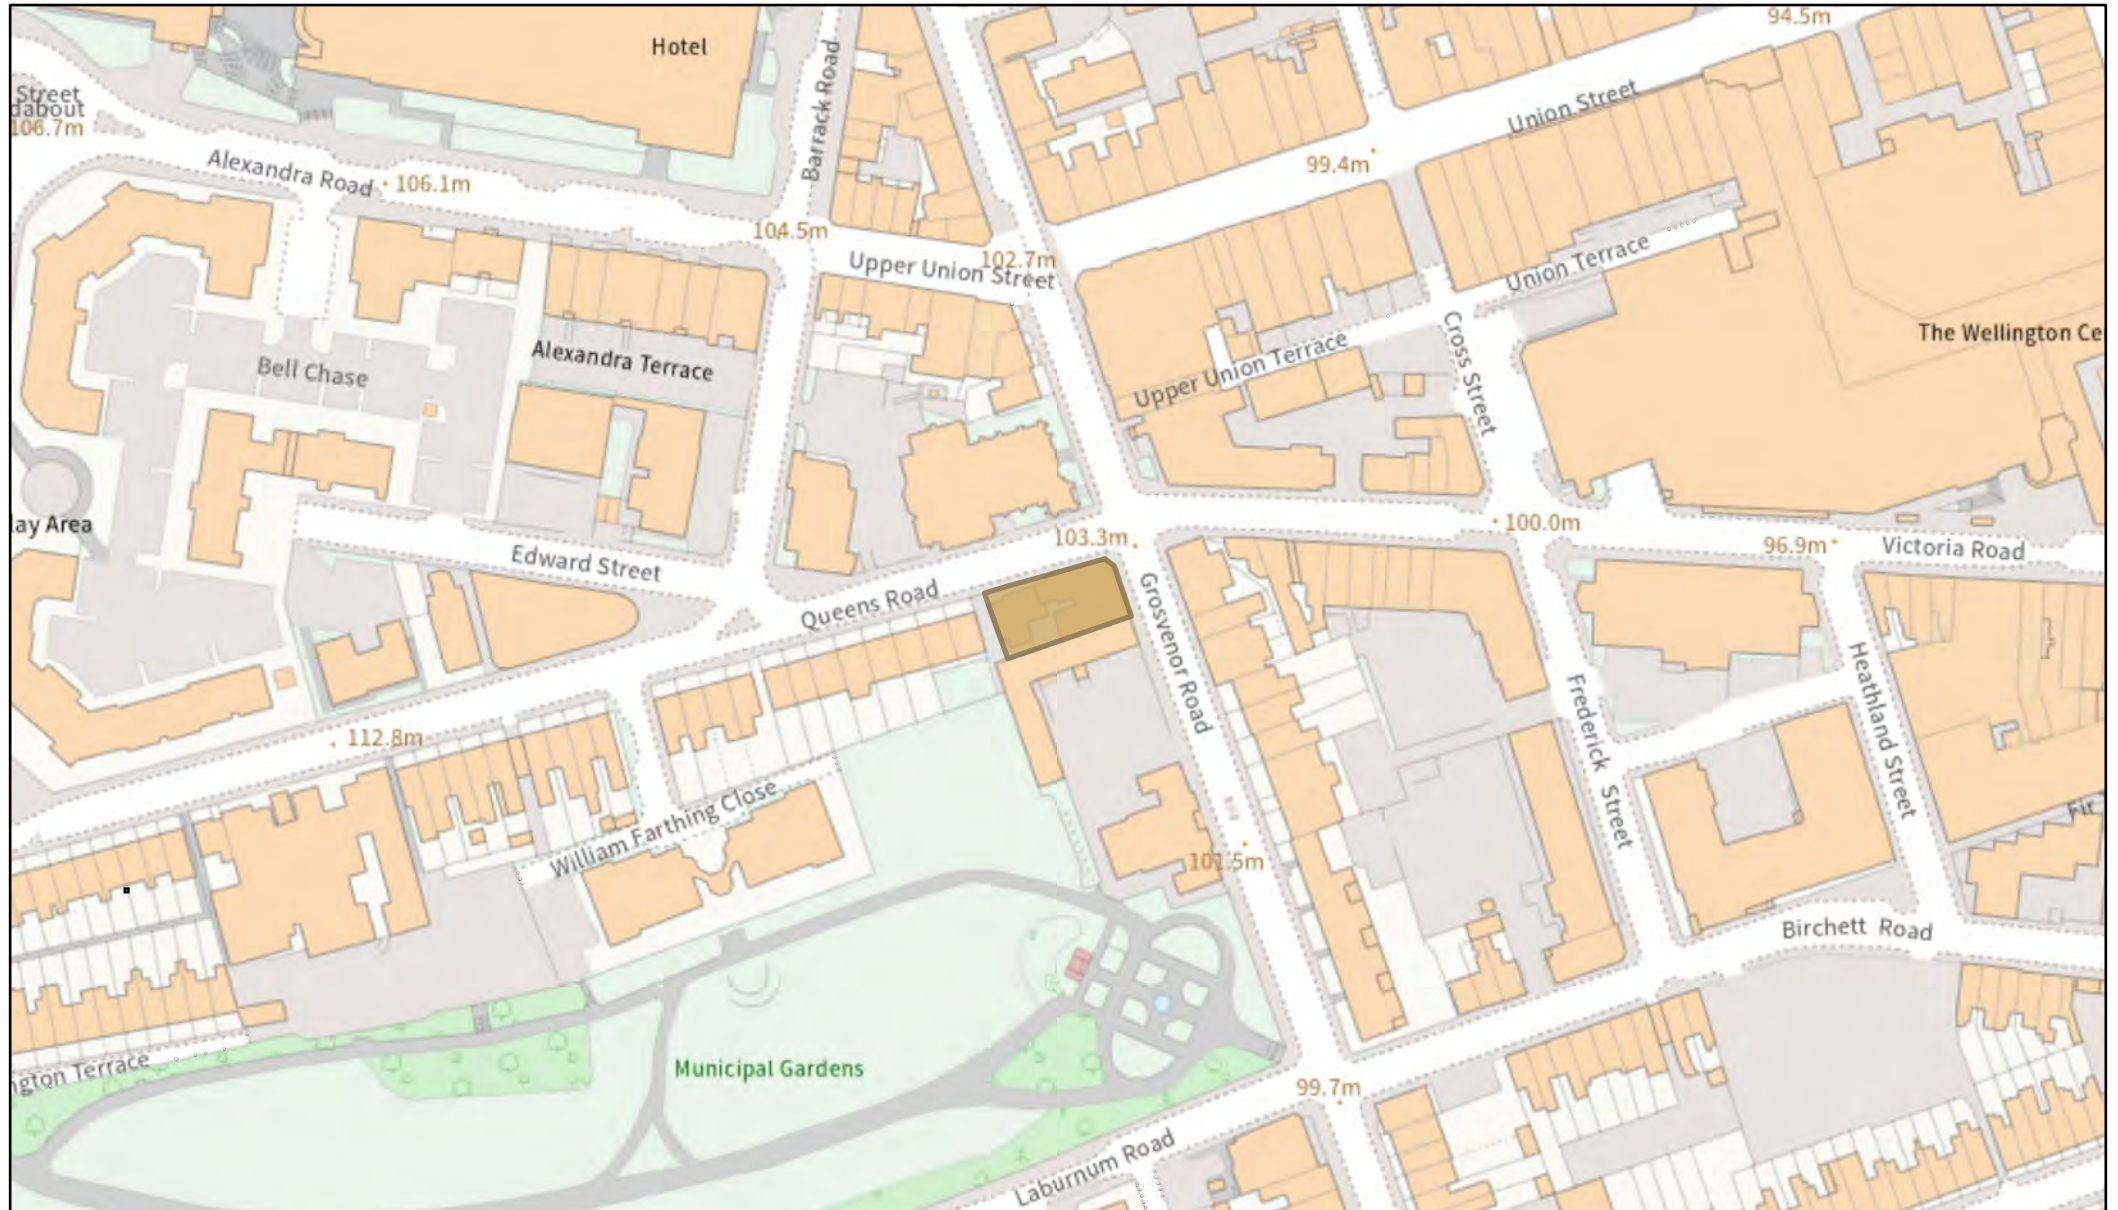 94.5m
Hotel
Barrack Road
Street
dabout
106.7m
Union Street
Alexandra Road
106.1m
99.4m
104.5m
102.7m
Upper Union Street
Union Terrace
Cross Street
The Wellington Ce
Upper Union Terrace
Alexandra Terrace
Bell Chase
lay Area
100.0m
103.3m
96.9m
Victoria Road
Edward Street
Queens Road
Grosvenor Road
Heathland Street
Frederick Street
112.8m
William Farthing Close
Fir
101.5m
Birchett Road
Municipal Gardens
ngton Terrace
99.7m
Laburnum Road